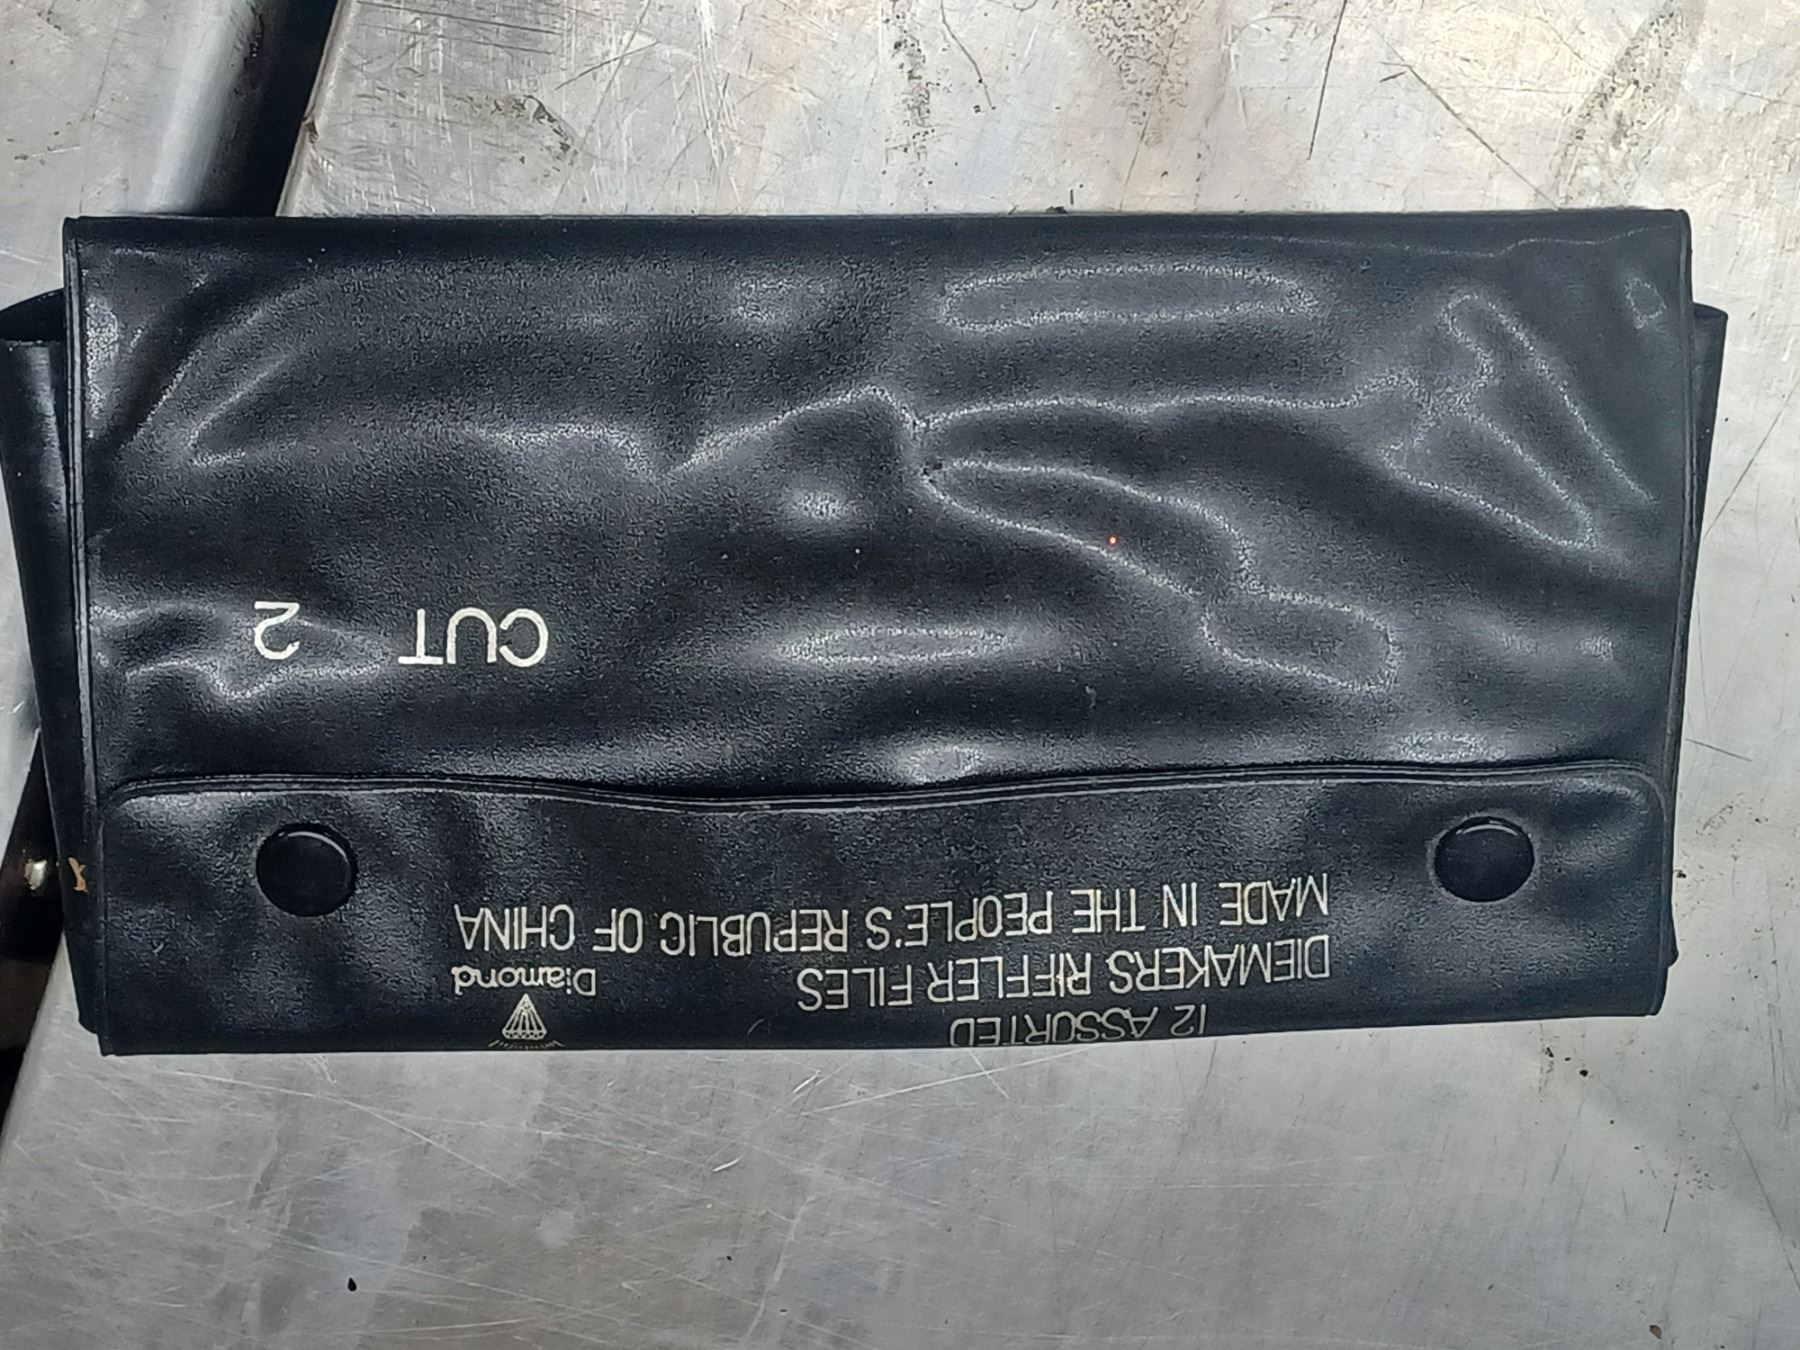 12 ASSORTED
DIEMAKERS RIFFLER FILES
MADE IN THE PEOPLE'S REPUBLIC OF CHINA
Diamond
CUT 2